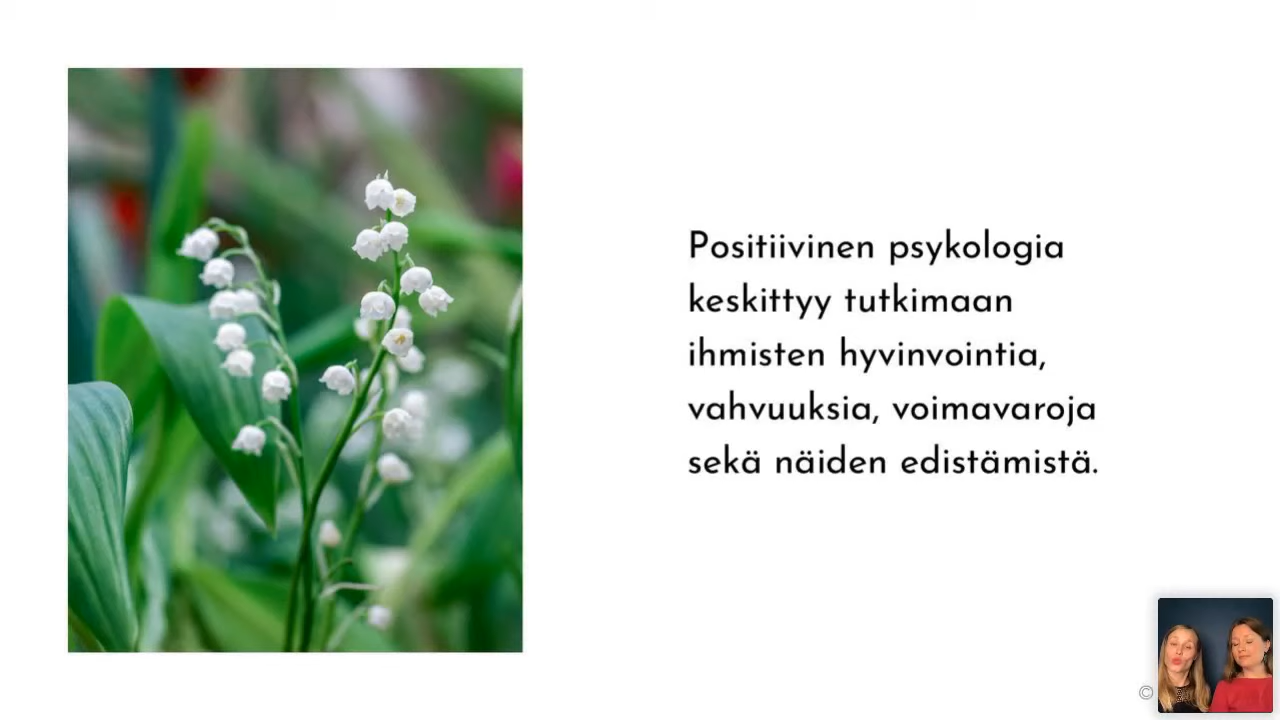 Positiivinen psykologia
keskittyy tutkimaan
ihmisten hyvinvointia,
vahvuuksia, voimavaroja
sekä näiden edistämistä.
©